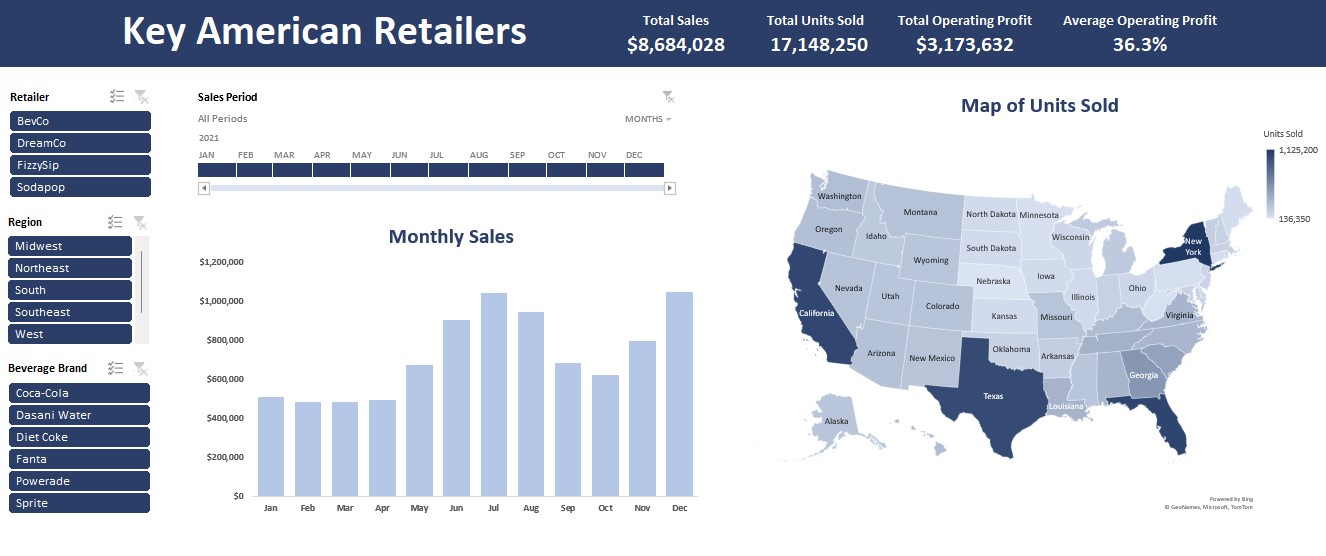 Key American Retailers
Total Sales
$8,684,028
Total Units Sold
17,148,250
Total Operating Profit
$3,173,632
Average Operating Profit
36.3%
Retailer
BevCo
DreamCo
FizzySip
Sodapop
Region
Midwest
Northeast
South
Southeast
West
Beverage Brand
Coca-Cola
Dasani Water
Diet Coke
Fanta
Powerade
Sprite
Sales Period
All Periods
MONTHS
2021
JAN FEB MAR APR MAY JUN JUL AUG SEP OCT NOV DEC
Monthly Sales
$1,200,000
$1,000,000
$800,000
$600,000
$400,000
$200,000
$0
Jan Feb Mar Apr May Jun Jul Aug Sep Oct Nov Dec
Map of Units Sold
Units Sold
1,125,200
136,350
Washington
Montana
North Dakota
Minnesota
Oregon
Idaho
Wisconsin
New
York
South Dakota
Wyoming
Iowa
Nebraska
Nevada
Utah
Colorado
Illinois
Ohio
California
Kansas
Missouri
Virginia
Arizona
New Mexico
Oklahoma
Arkansas
Georgia
Texas
Louisiana
Alaska
Powered by Bing
© GeoNames, Microsoft, TomTom